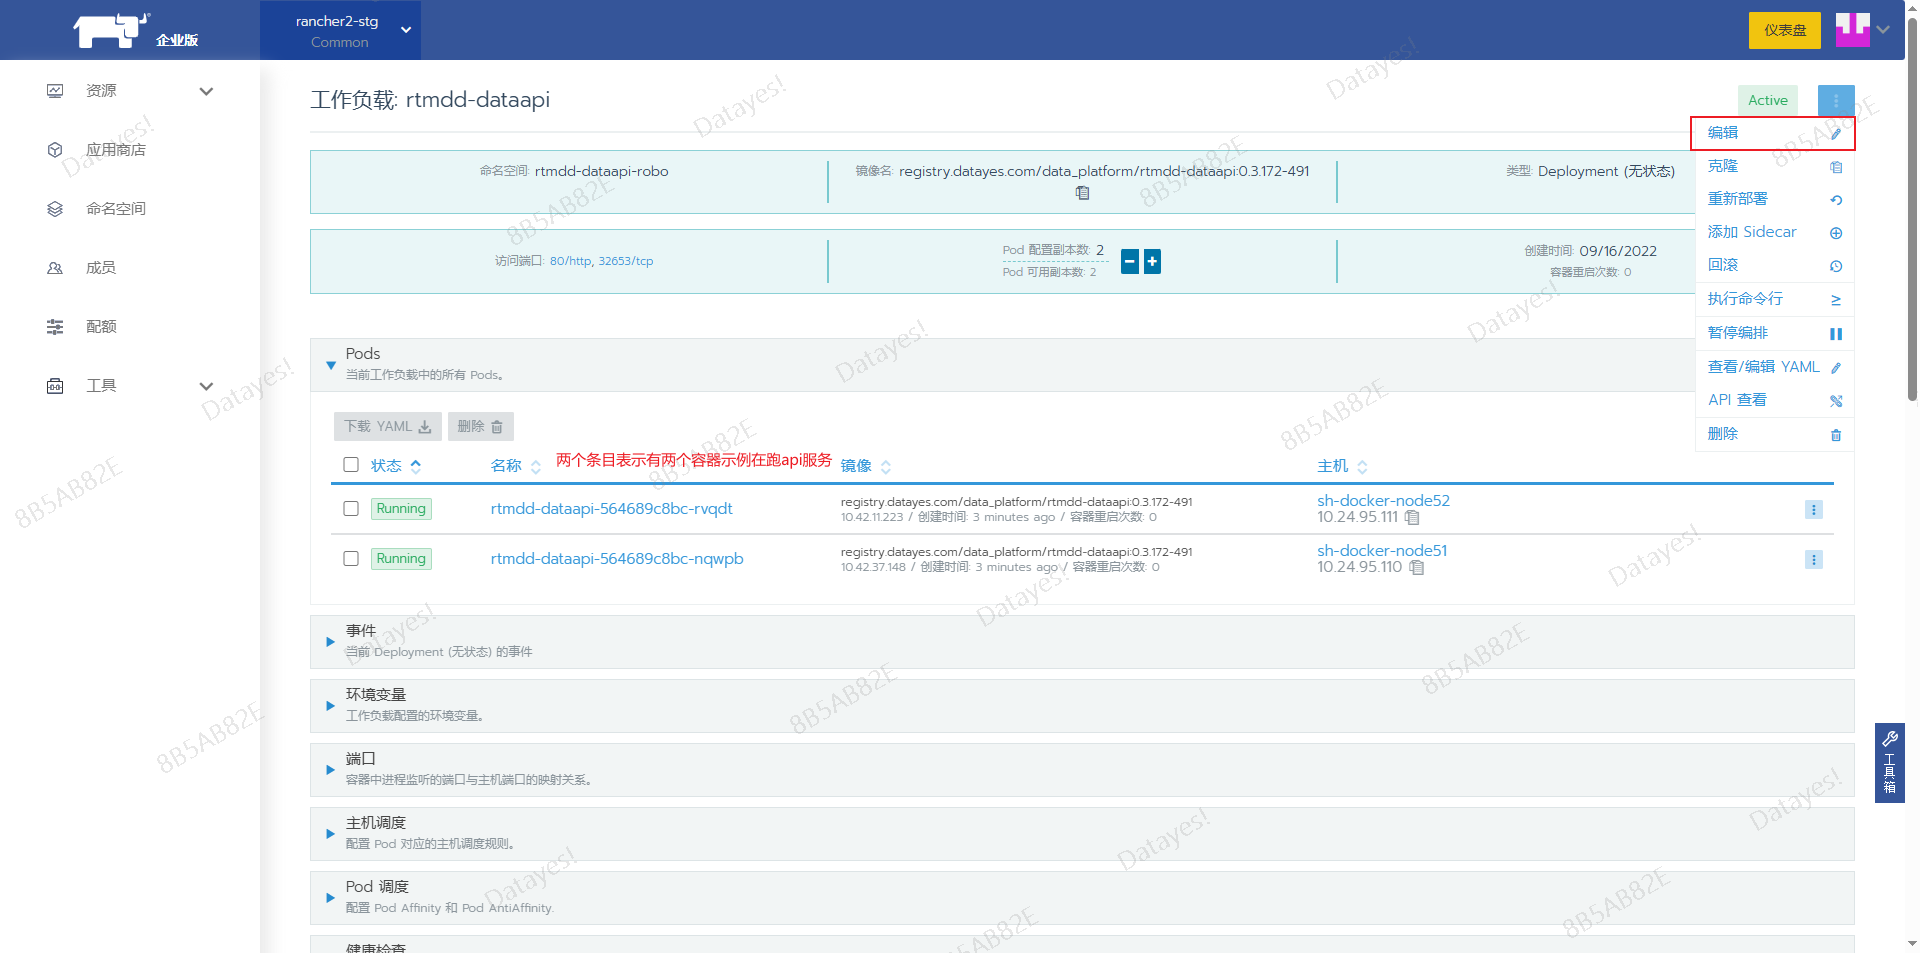 企业版
rancher2-stg
Common
仪表盘
资源
应用商店
命名空间
成员
配额
工具
工作负载: rtmdd-dataapi
Active
编辑
克隆
重新部署
添加 Sidecar
回滚
执行命令行
暂停编排
查看/编辑 YAML
API 查看
删除
命名空间: rtmdd-dataapi-robo
镜像名: registry.datayes.com/data_platform/rtmdd-dataapi:0.3.172-491
类型: Deployment (无状态)
访问端口: 80/http, 32653/tcp
Pod 配置副本数: 2
Pod 可用副本数: 2
创建时间: 09/16/2022
容器重启次数: 0
Pods
当前工作负载中的所有 Pods。
下载 YAML
删除
状态
名称
两个条目表示有两个容器示例在跑api服务
镜像
主机
Running
rtmdd-dataapi-564689c8bc-rvqdt
registry.datayes.com/data_platform/rtmdd-dataapi:0.3.172-491
10.42.11.223 / 创建时间: 3 minutes ago / 容器重启次数: 0
sh-docker-node52
10.24.95.111
Running
rtmdd-dataapi-564689c8bc-nqwpb
registry.datayes.com/data_platform/rtmdd-dataapi:0.3.172-491
10.42.37.148 / 创建时间: 3 minutes ago / 容器重启次数: 0
sh-docker-node51
10.24.95.110
事件
当前 Deployment (无状态) 的事件
环境变量
工作负载配置的环境变量。
端口
容器中进程监听的端口与主机端口的映射关系。
主机调度
配置 Pod 对应的主机调度规则。
Pod 调度
配置 Pod Affinity 和 Pod AntiAffinity.
健康检查
工具箱
Datayes!
8B5AB82E